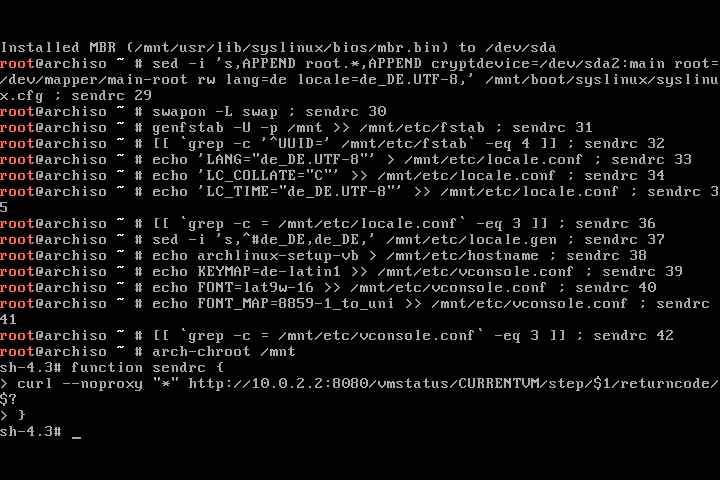 Installed MBR (/mnt/usr/lib/syslinux/bios/mbr.bin) to /dev/sda
root@archiso ~ # sed -i 's,APPEND root.*,APPEND cryptdevice=/dev/sda2:main root=
/dev/mapper/main-root rw lang=de locale=de_DE.UTF-8,' /mnt/boot/syslinux/syslinu
x.cfg ; sendrc 29
root@archiso ~ # swapon -L swap ; sendrc 30
root@archiso ~ # genfstab -U -p /mnt >> /mnt/etc/fstab ; sendrc 31
root@archiso ~ # [[ `grep -c '^UUID=' /mnt/etc/fstab` -eq 4 ]] ; sendrc 32
root@archiso ~ # echo 'LANG="de_DE.UTF-8"' > /mnt/etc/locale.conf ; sendrc 33
root@archiso ~ # echo 'LC_COLLATE="C"' >> /mnt/etc/locale.conf ; sendrc 34
root@archiso ~ # echo 'LC_TIME="de_DE.UTF-8"' >> /mnt/etc/locale.conf ; sendrc 3
5
root@archiso ~ # [[ `grep -c = /mnt/etc/locale.conf` -eq 3 ]] ; sendrc 36
root@archiso ~ # sed -i 's,^#de_DE,de_DE,' /mnt/etc/locale.gen ; sendrc 37
root@archiso ~ # echo archlinux-setup-vb > /mnt/etc/hostname ; sendrc 38
root@archiso ~ # echo KEYMAP=de-latin1 >> /mnt/etc/vconsole.conf ; sendrc 39
root@archiso ~ # echo FONT=lat9w-16 >> /mnt/etc/vconsole.conf ; sendrc 40
root@archiso ~ # echo FONT_MAP=8859-1_to_uni >> /mnt/etc/vconsole.conf ; sendrc 
41
root@archiso ~ # [[ `grep -c = /mnt/etc/vconsole.conf` -eq 3 ]] ; sendrc 42
root@archiso ~ # arch-chroot /mnt
sh-4.3# function sendrc {
> curl --noproxy "*" http://10.0.2.2:8080/vmstatus/CURRENTVM/step/$1/returncode/
$?
> }
sh-4.3# _